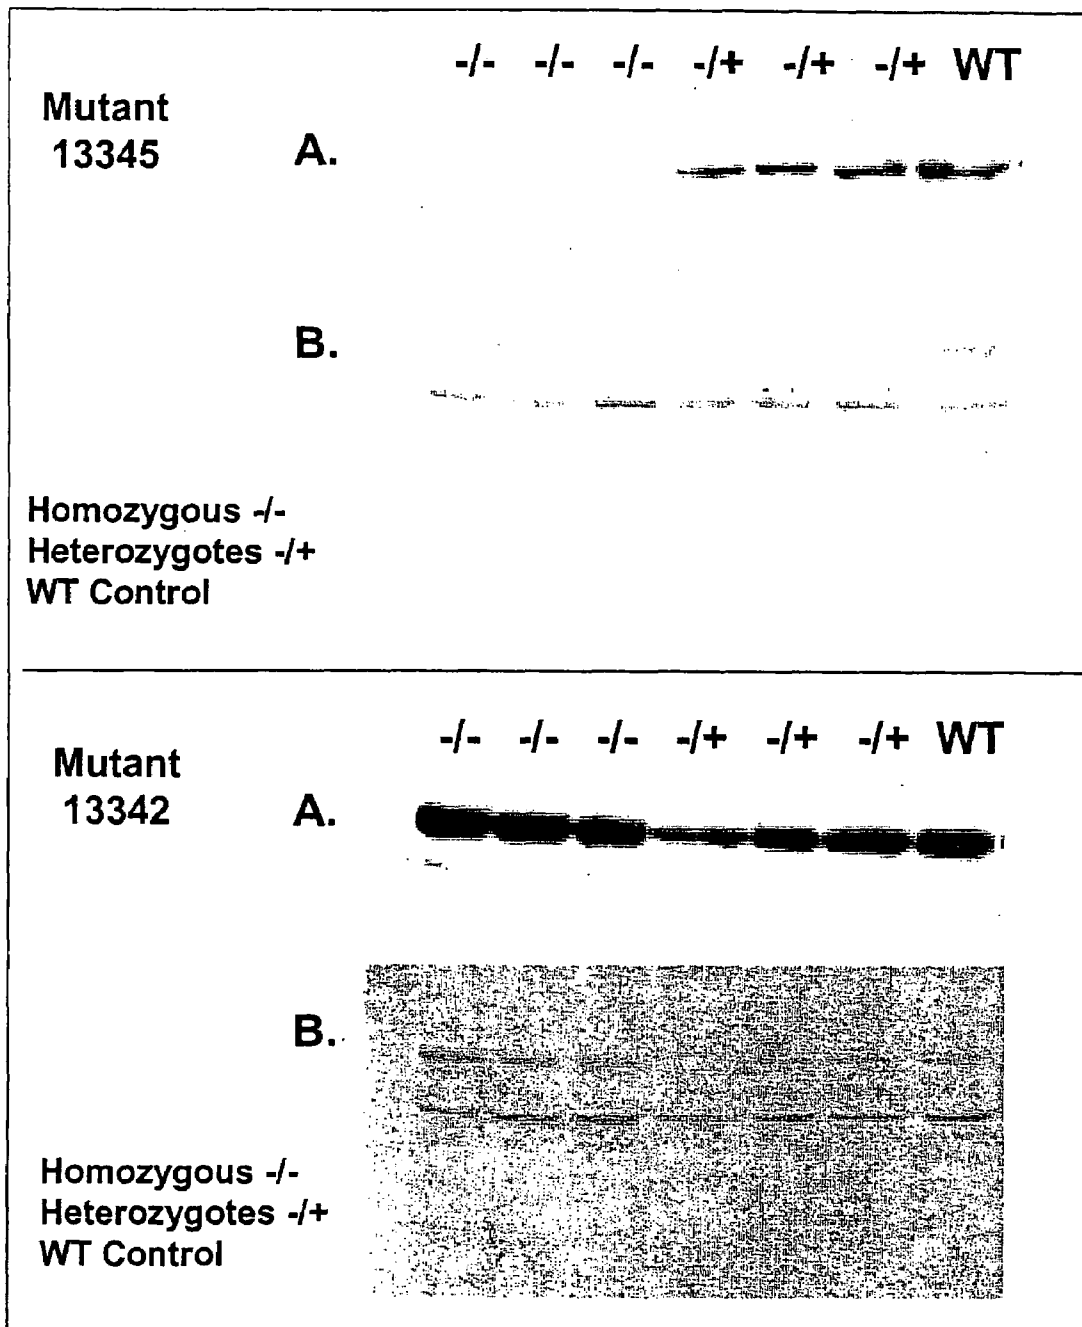 -/- -/- -/- -/+ -/+ -/+ WT
Mutant
13345
A.
B.
Homozygous -/-
Heterozygotes -/+
WT Control
-/- -/- -/- -/+ -/+ -/+ WT
Mutant
13342
A.
B.
Homozygous -/-
Heterozygotes -/+
WT Control